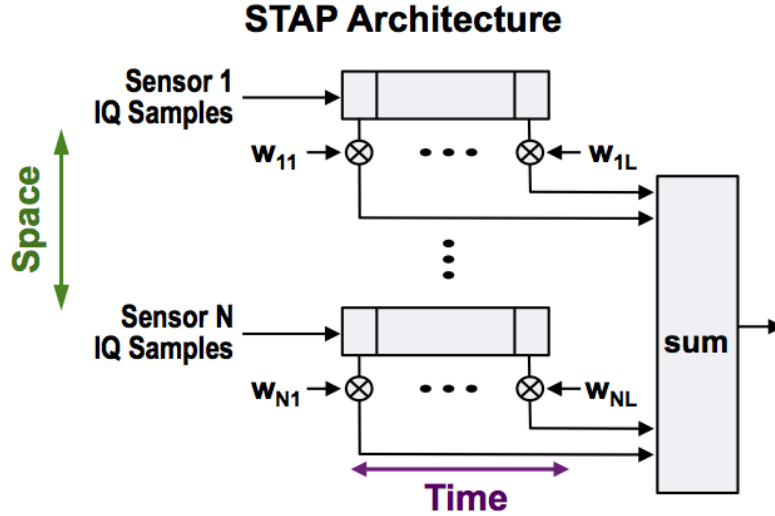 STAP Architecture
Sensor 1
IQ Samples
w11
w1L
Space
Sensor N
IQ Samples
sum
wN1
wNL
Time